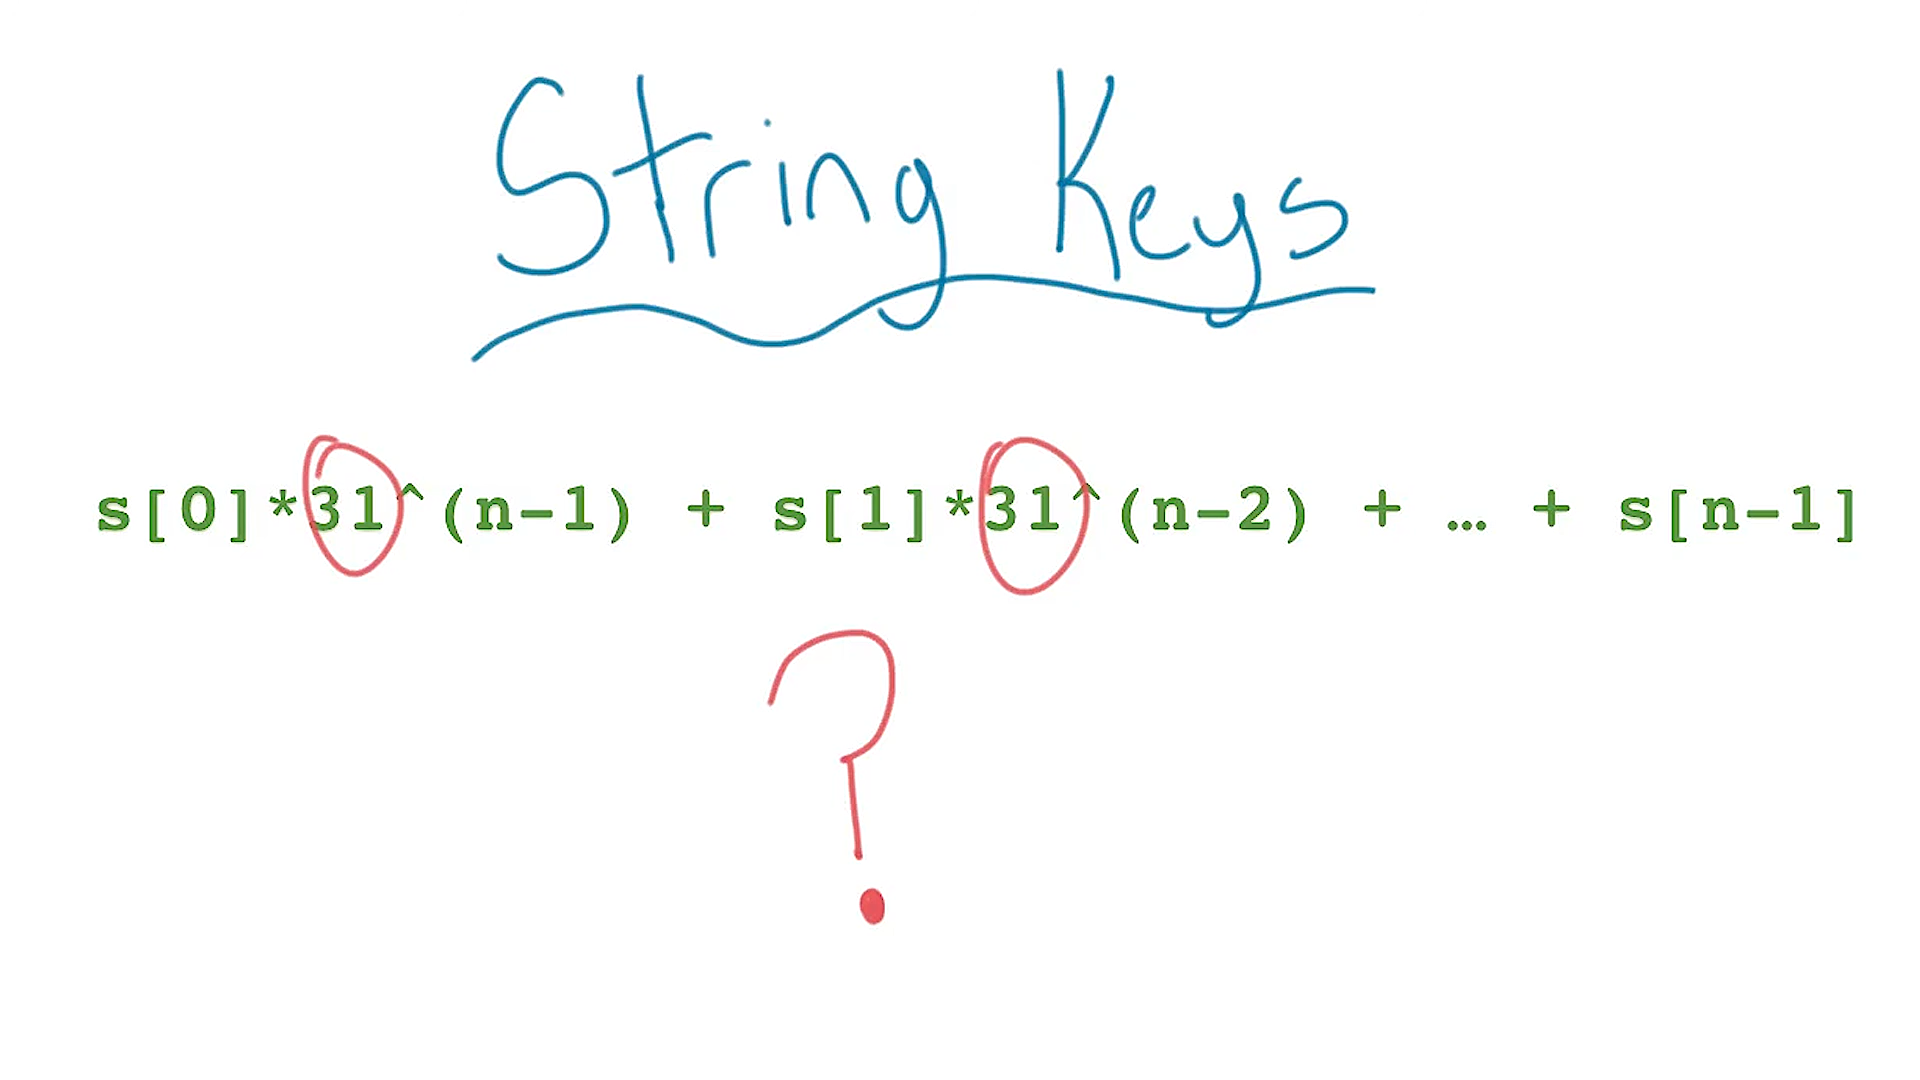 String Keys
s[0]*31^(n-1) + s[1]*31^(n-2) + … + s[n-1]
?